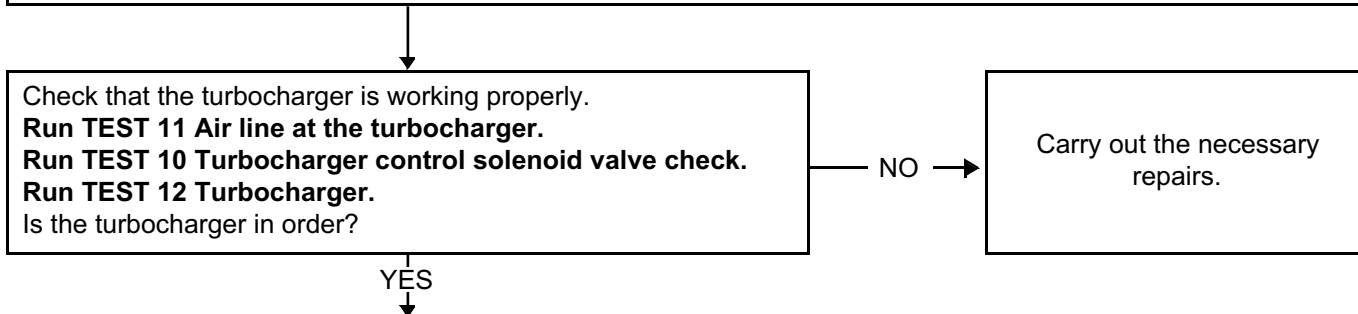 Check that the turbocharger is working properly.
Run TEST 11 Air line at the turbocharger.
Run TEST 10 Turbocharger control solenoid valve check.
Run TEST 12 Turbocharger.
Is the turbocharger in order?
NO
Carry out the necessary
repairs.
YES